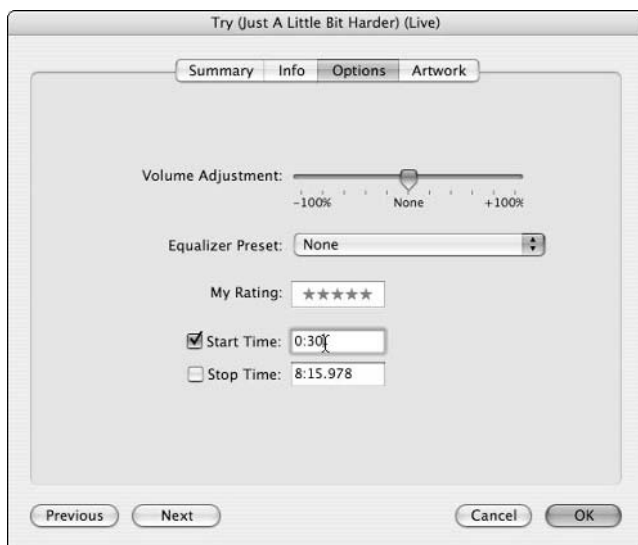 Try (Just A Little Bit Harder) (Live)
Summary Info Options Artwork
Volume Adjustment:
-100% None +100%
Equalizer Preset: None
My Rating: ★★★★★
Start Time: 0:30
Stop Time: 8:15.978
Previous Next Cancel OK